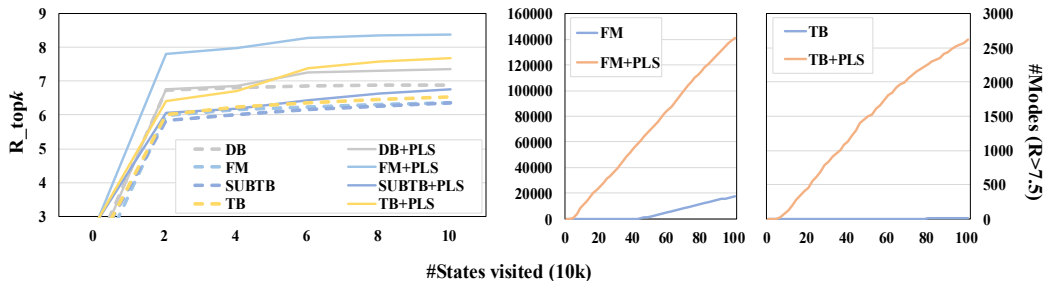 R_topk
9
8
7
6
5
4
3
0 2 4 6 8 10
DB DB+PLS
FM FM+PLS
SUBTB SUBTB+PLS
TB TB+PLS
160000
140000
120000
100000
80000
60000
40000
20000
0
0 20 40 60 80 100
FM
FM+PLS
TB
TB+PLS
0 20 40 60 80 100
3000
2500
2000
1500
1000
500
0
#Modes (R>7.5)
#States visited (10k)